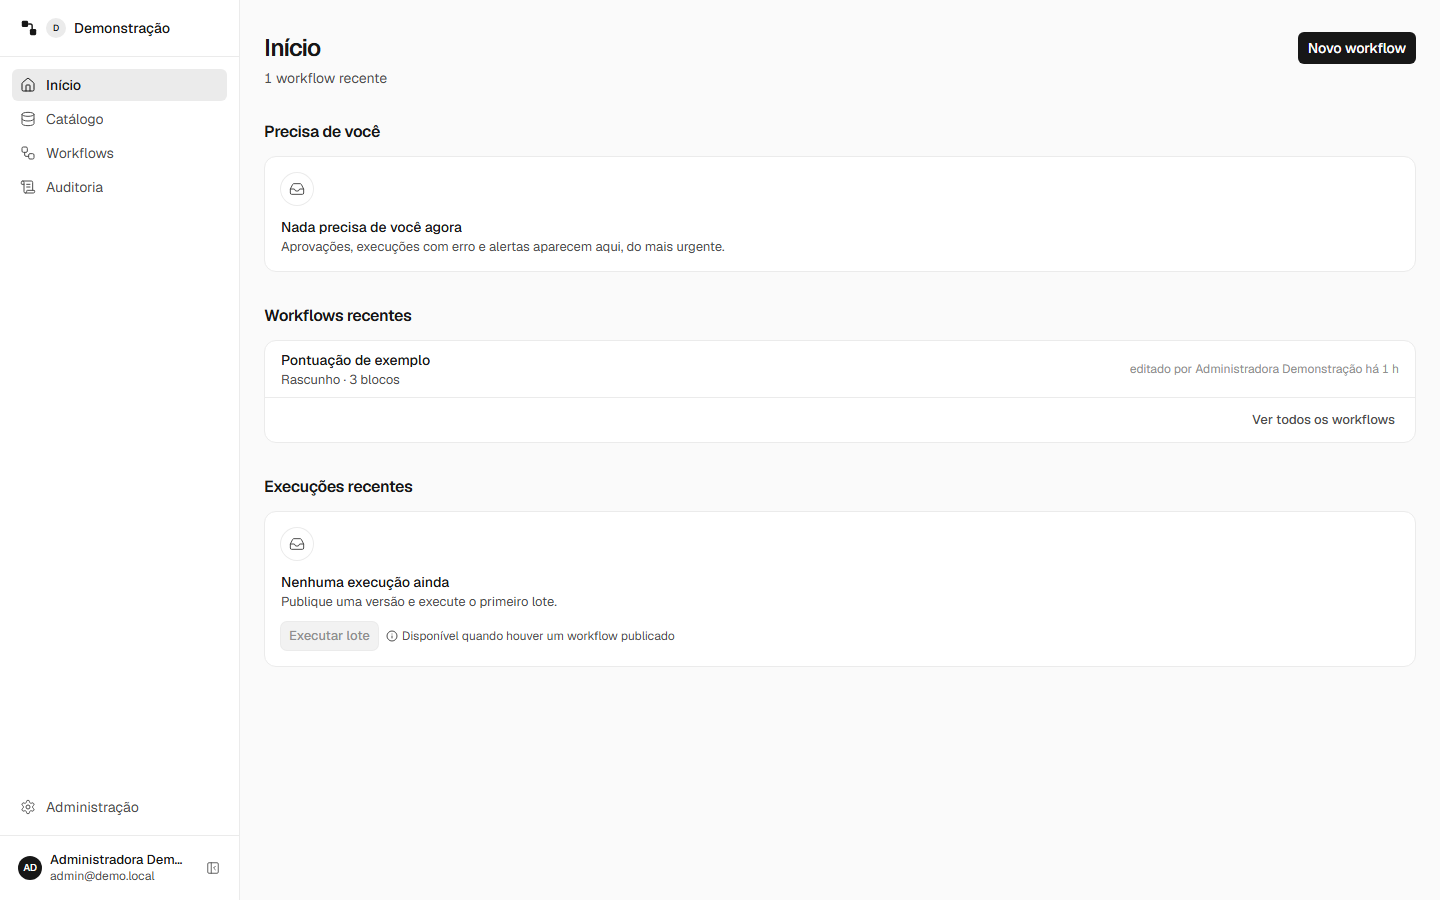 D Demonstração
Início
Catálogo
Workflows
Auditoria
Administração
AD
Administradora Dem...
admin@demo.local
Início
Novo workflow
1 workflow recente
Precisa de você
Nada precisa de você agora
Aprovações, execuções com erro e alertas aparecem aqui, do mais urgente.
Workflows recentes
Pontuação de exemplo
Rascunho · 3 blocos
editado por Administradora Demonstração há 1 h
Ver todos os workflows
Execuções recentes
Nenhuma execução ainda
Publique uma versão e execute o primeiro lote.
Executar lote
Disponível quando houver um workflow publicado